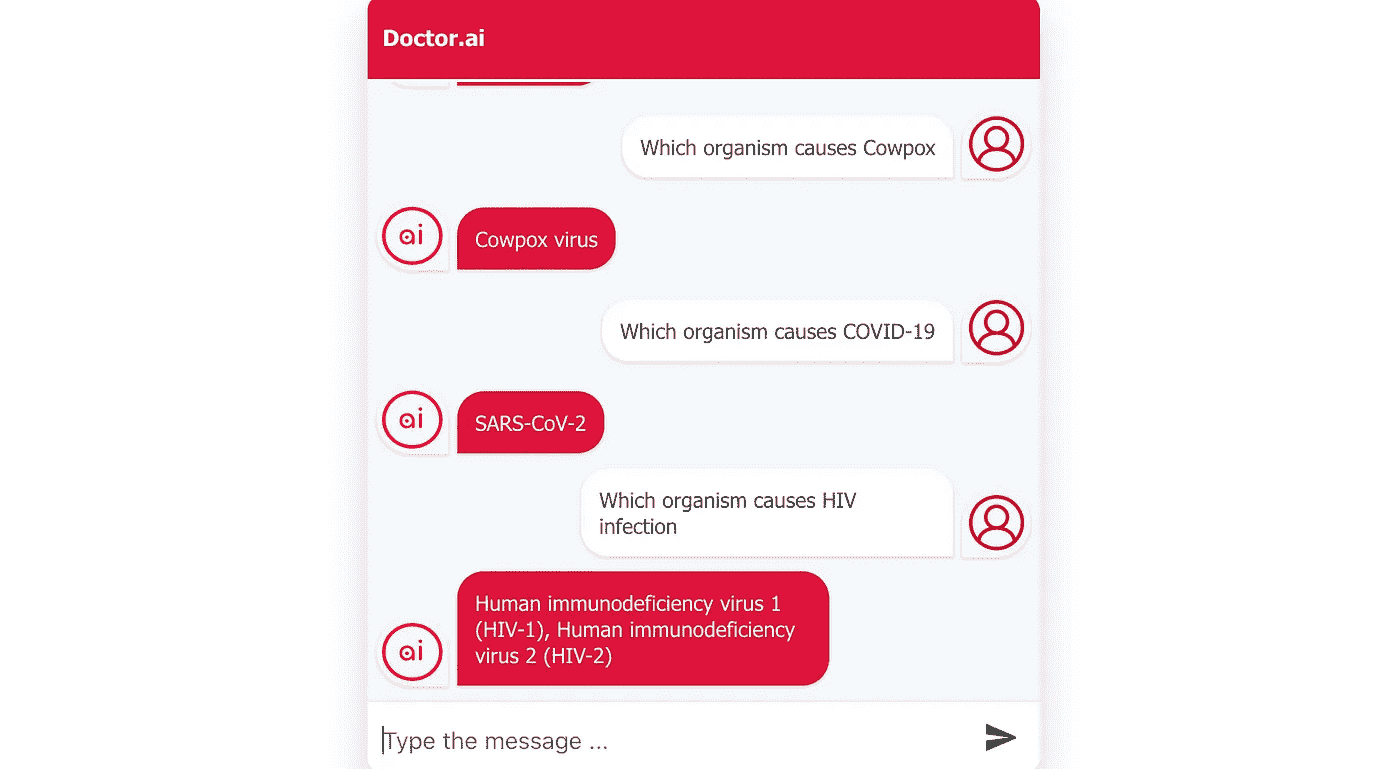 Doctor.ai
Which organism causes Cowpox
ai
Cowpox virus
Which organism causes COVID-19
ai
SARS-CoV-2
Which organism causes HIV
infection
Human immunodeficiency virus 1
(HIV-1), Human immunodeficiency
virus 2 (HIV-2)
ai
Type the message ...